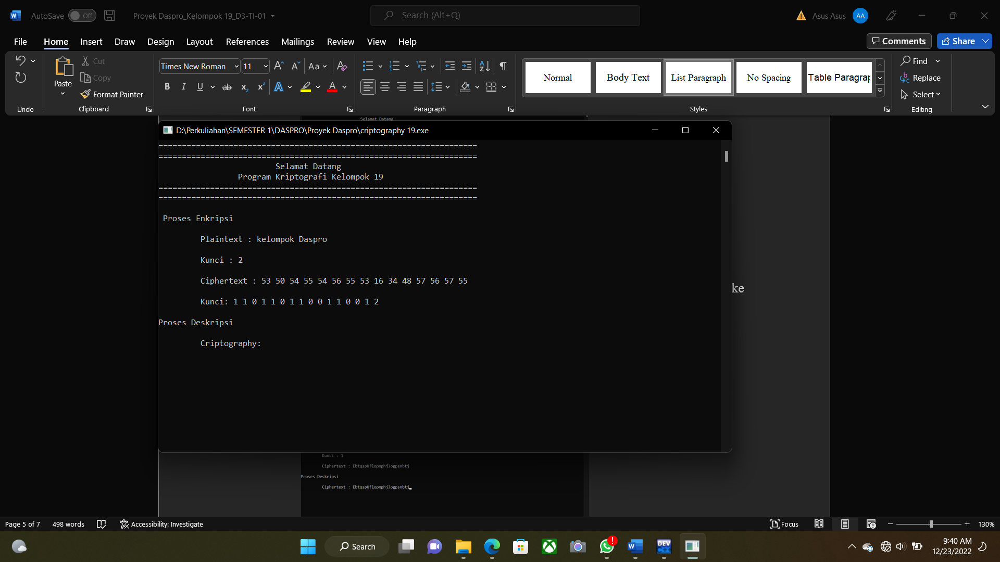 AutoSave Off Proyek Daspro_Kelompok 19_D3-TI-01 Search (Alt+Q) Asus Asus AA
File Home Insert Draw Design Layout References Mailings Review View Help Comments Share
Cut
Copy
Paste
Format Painter
Times New Roman 11
Normal Body Text List Paragraph No Spacing Table Paragrap
Find
Replace
Select
Undo Clipboard Font Paragraph Styles Editing
Selamat Datang
D:\Perkuliahan\SEMESTER 1\DASPRO\Proyek Daspro\criptography 19.exe
====================================================================
====================================================================
Selamat Datang
Program Kriptografi Kelompok 19
====================================================================
====================================================================
Proses Enkripsi
Plaintext : kelompok Daspro
Kunci : 2
Ciphertext : 53 50 54 55 54 56 55 53 16 34 48 57 56 57 55
ke
Kunci: 1 1 0 1 1 0 1 1 0 0 1 1 0 0 1 2
Proses Deskripsi
Criptography:
Kunci : 1
Ciphertext : EbtqspUflopmphjJogpsnbtj
Proses Deskripsi
Ciphertext : EbtqspUflopmphjJogpsnbtj
Page 5 of 7 498 words Accessibility: Investigate Focus 130%
Search
DEV C++
9:40 AM
12/23/2022